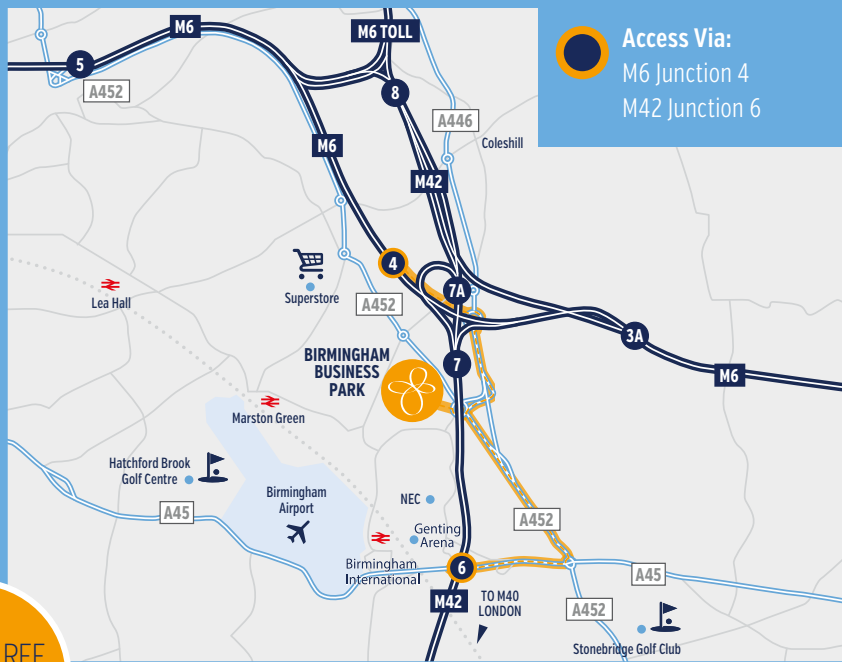 M6
M6 TOLL
Access Via:
M6 Junction 4
M42 Junction 6
5
A452
8
A446
Coleshill
M6
M42
4
7A
Superstore
A452
Lea Hall
3A
BIRMINGHAM
BUSINESS
PARK
7
M6
Marston Green
Hatchford Brook
Golf Centre
Birmingham
Airport
NEC
A45
A452
Genting
Arena
Birmingham
International
6
A45
M42
TO M40
LONDON
A452
Stonebridge Golf Club